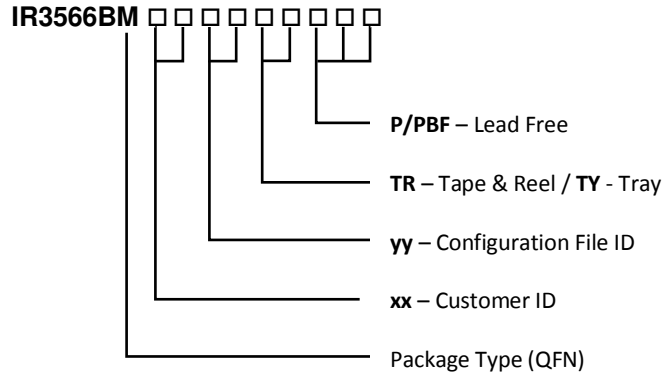 IR3566BM □ □ □ □ □ □ □ □ □
P/PBF – Lead Free
TR – Tape & Reel / TY - Tray
yy – Configuration File ID
xx – Customer ID
Package Type (QFN)